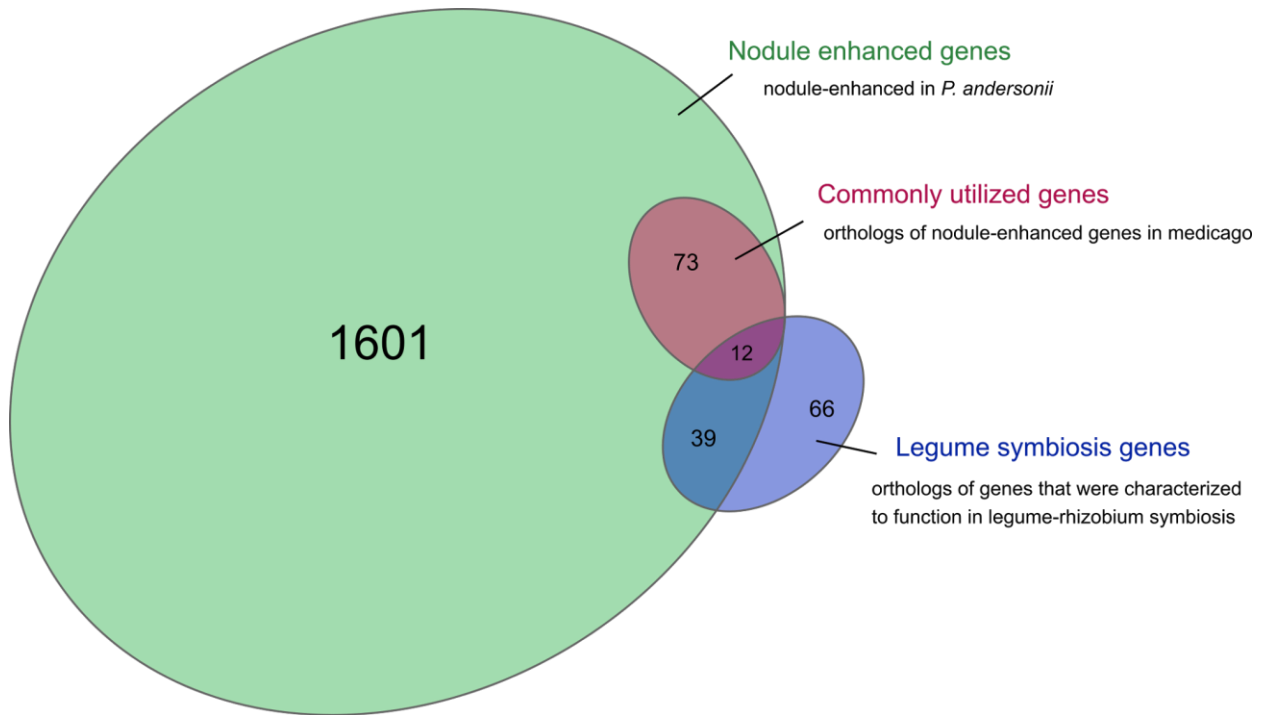 Nodule enhanced genes
nodule-enhanced in P. andersonii
Commonly utilized genes
orthologs of nodule-enhanced genes in medicago
73
1601
12
66
39
Legume symbiosis genes
orthologs of genes that were characterized
to function in legume-rhizobium symbiosis